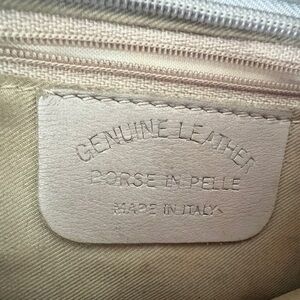 GENUINE LEATHER
BORSE IN PELLE
MADE IN ITALY